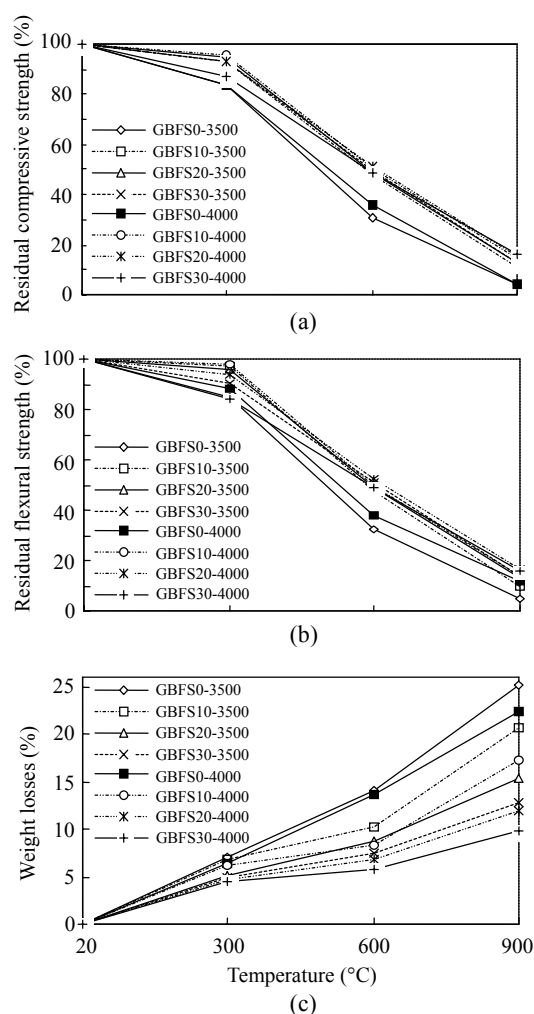 Residual compressive strength (%)
100
80
60
40
20
0
GBFS0-3500
GBFS10-3500
GBFS20-3500
GBFS30-3500
GBFS0-4000
GBFS10-4000
GBFS20-4000
GBFS30-4000
(a)
Residual flexural strength (%)
100
80
60
40
20
0
GBFS0-3500
GBFS10-3500
GBFS20-3500
GBFS30-3500
GBFS0-4000
GBFS10-4000
GBFS20-4000
GBFS30-4000
(b)
Weight losses (%)
25
20
15
10
5
0
GBFS0-3500
GBFS10-3500
GBFS20-3500
GBFS30-3500
GBFS0-4000
GBFS10-4000
GBFS20-4000
GBFS30-4000
20 300 600 900
Temperature (°C)
(c)